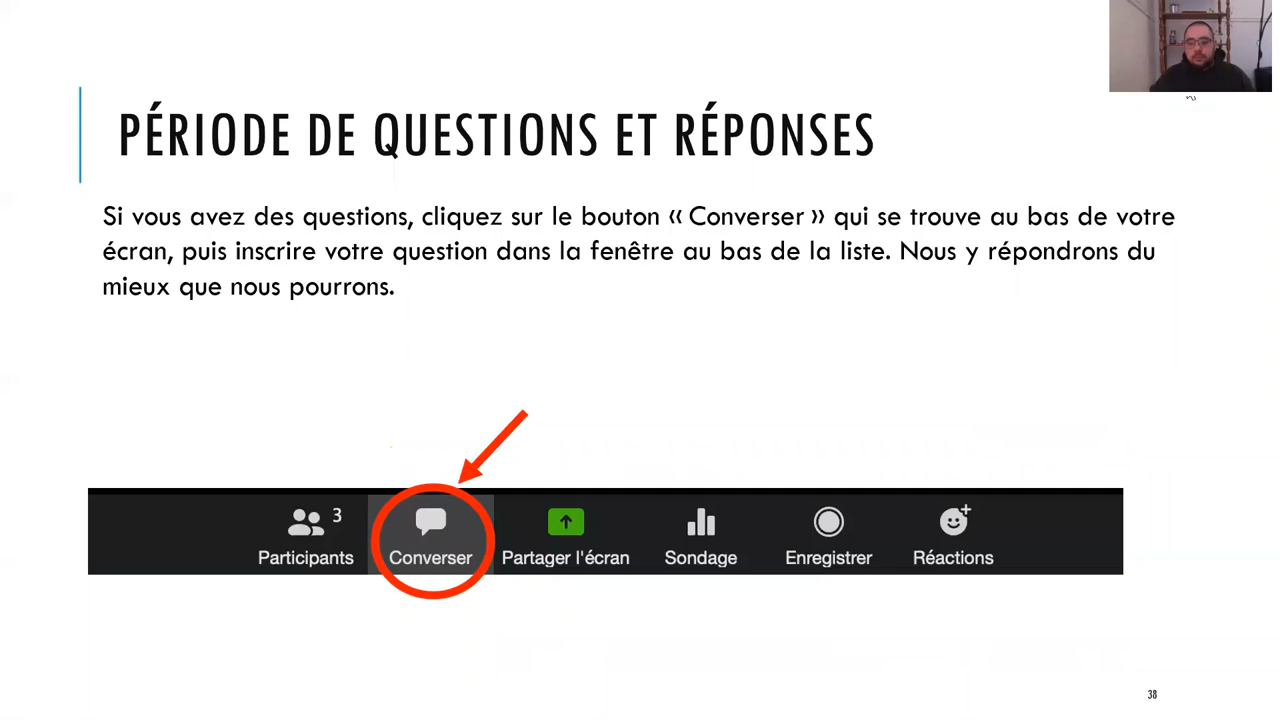 PÉRIODE DE QUESTIONS ET RÉPONSES
Si vous avez des questions, cliquez sur le bouton « Converser » qui se trouve au bas de votre
écran, puis inscrire votre question dans la fenêtre au bas de la liste. Nous y répondrons du
mieux que nous pourrons.
3
Participants Converser Partager l'écran Sondage Enregistrer Réactions
38